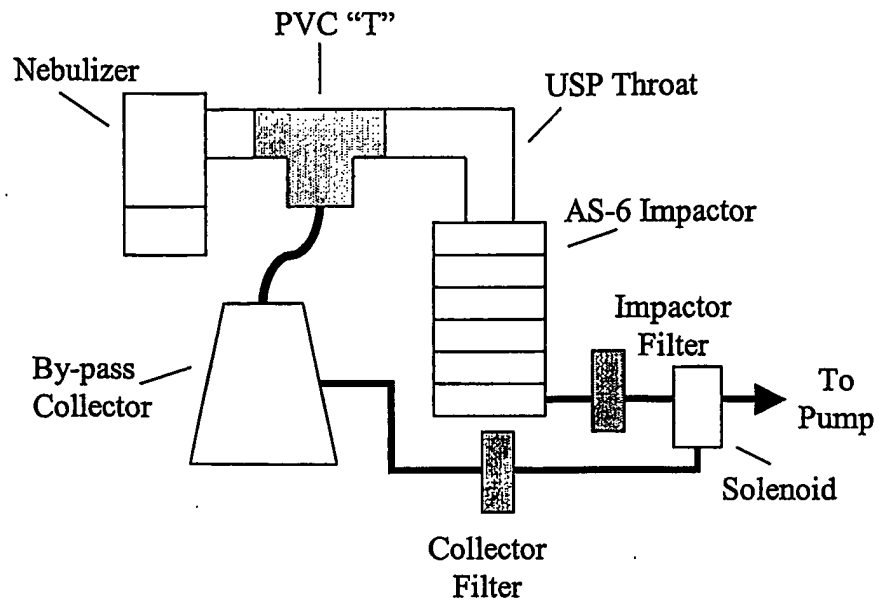 PVC “T”
Nebulizer
USP Throat
AS-6 Impactor
Impactor
Filter
By-pass
Collector
To
Pump
Solenoid
Collector
Filter